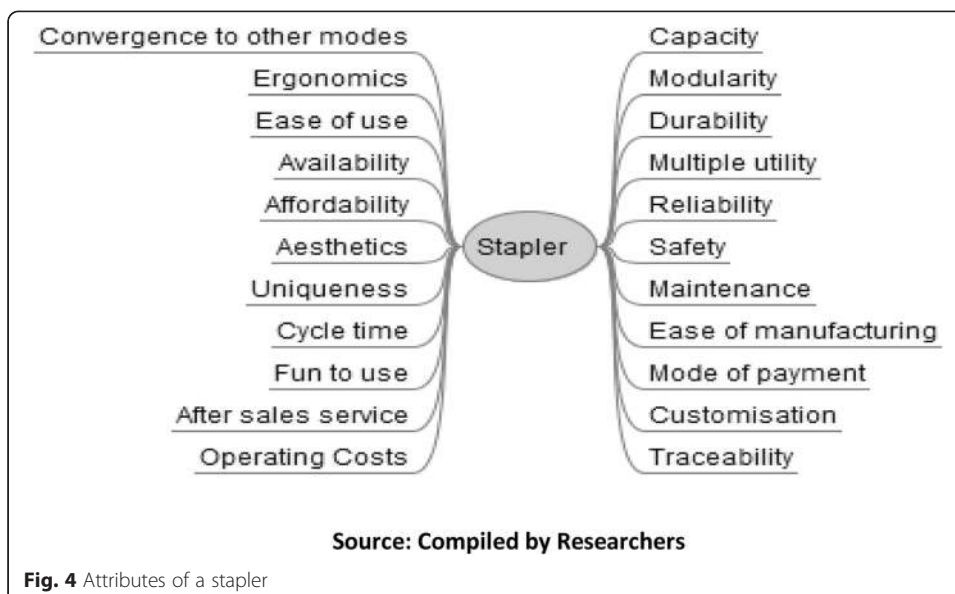 Convergence to other modes
Ergonomics
Ease of use
Availability
Affordability
Aesthetics
Uniqueness
Cycle time
Fun to use
After sales service
Operating Costs
Stapler
Capacity
Modularity
Durability
Multiple utility
Reliability
Safety
Maintenance
Ease of manufacturing
Mode of payment
Customisation
Traceability
Source: Compiled by Researchers
Fig. 4 Attributes of a stapler